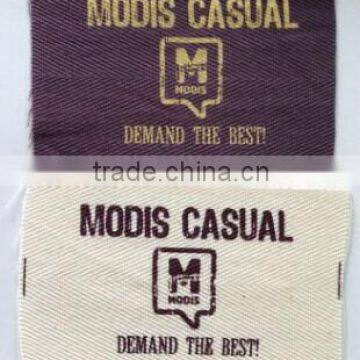 MODIS CASUAL
M
MODIS
DEMAND THE BEST!
trade.china.cn
MODIS CASUAL
M
MODIS
DEMAND THE BEST!